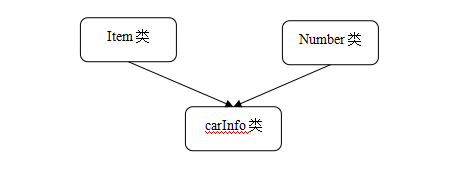 Item 类
Number 类
carInfo 类